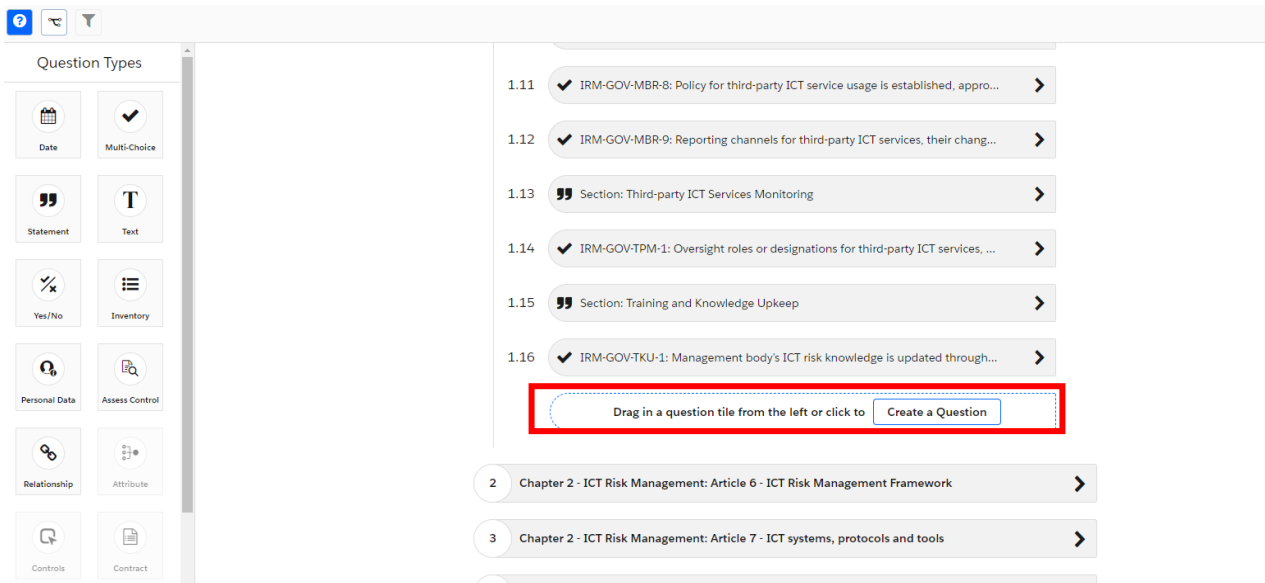 Question Types
Date
Multi-Choice
Statement
T
Text
Yes/No
Inventory
Personal Data
Assess Control
Relationship
Attribute
Controls
Contract
1.11 IRM-GOV-MBR-8: Policy for third-party ICT service usage is established, appro...
1.12 IRM-GOV-MBR-9: Reporting channels for third-party ICT services, their chang...
1.13 Section: Third-party ICT Services Monitoring
1.14 IRM-GOV-TPM-1: Oversight roles or designations for third-party ICT services, ...
1.15 Section: Training and Knowledge Upkeep
1.16 IRM-GOV-TKU-1: Management body's ICT risk knowledge is updated through...
Drag in a question tile from the left or click to Create a Question
2 Chapter 2 - ICT Risk Management: Article 6 - ICT Risk Management Framework
3 Chapter 2 - ICT Risk Management: Article 7 - ICT systems, protocols and tools